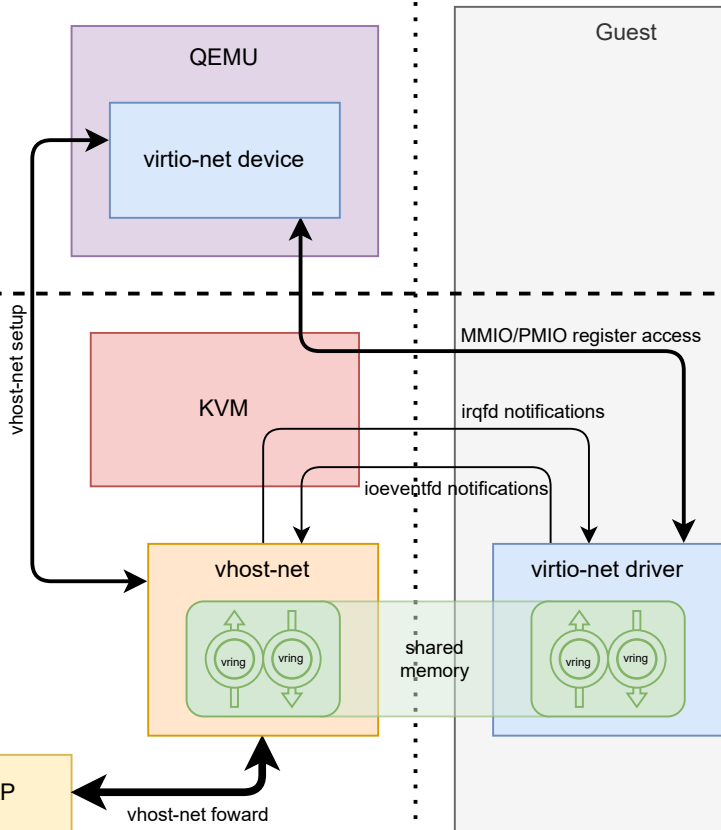 QEMU
Guest
virtio-net device
vhost-net setup
MMIO/PMIO register access
KVM
irqfd notifications
ioeventfd notifications
vhost-net
virtio-net driver
vring
vring
shared
memory
vring
vring
P
vhost-net foward